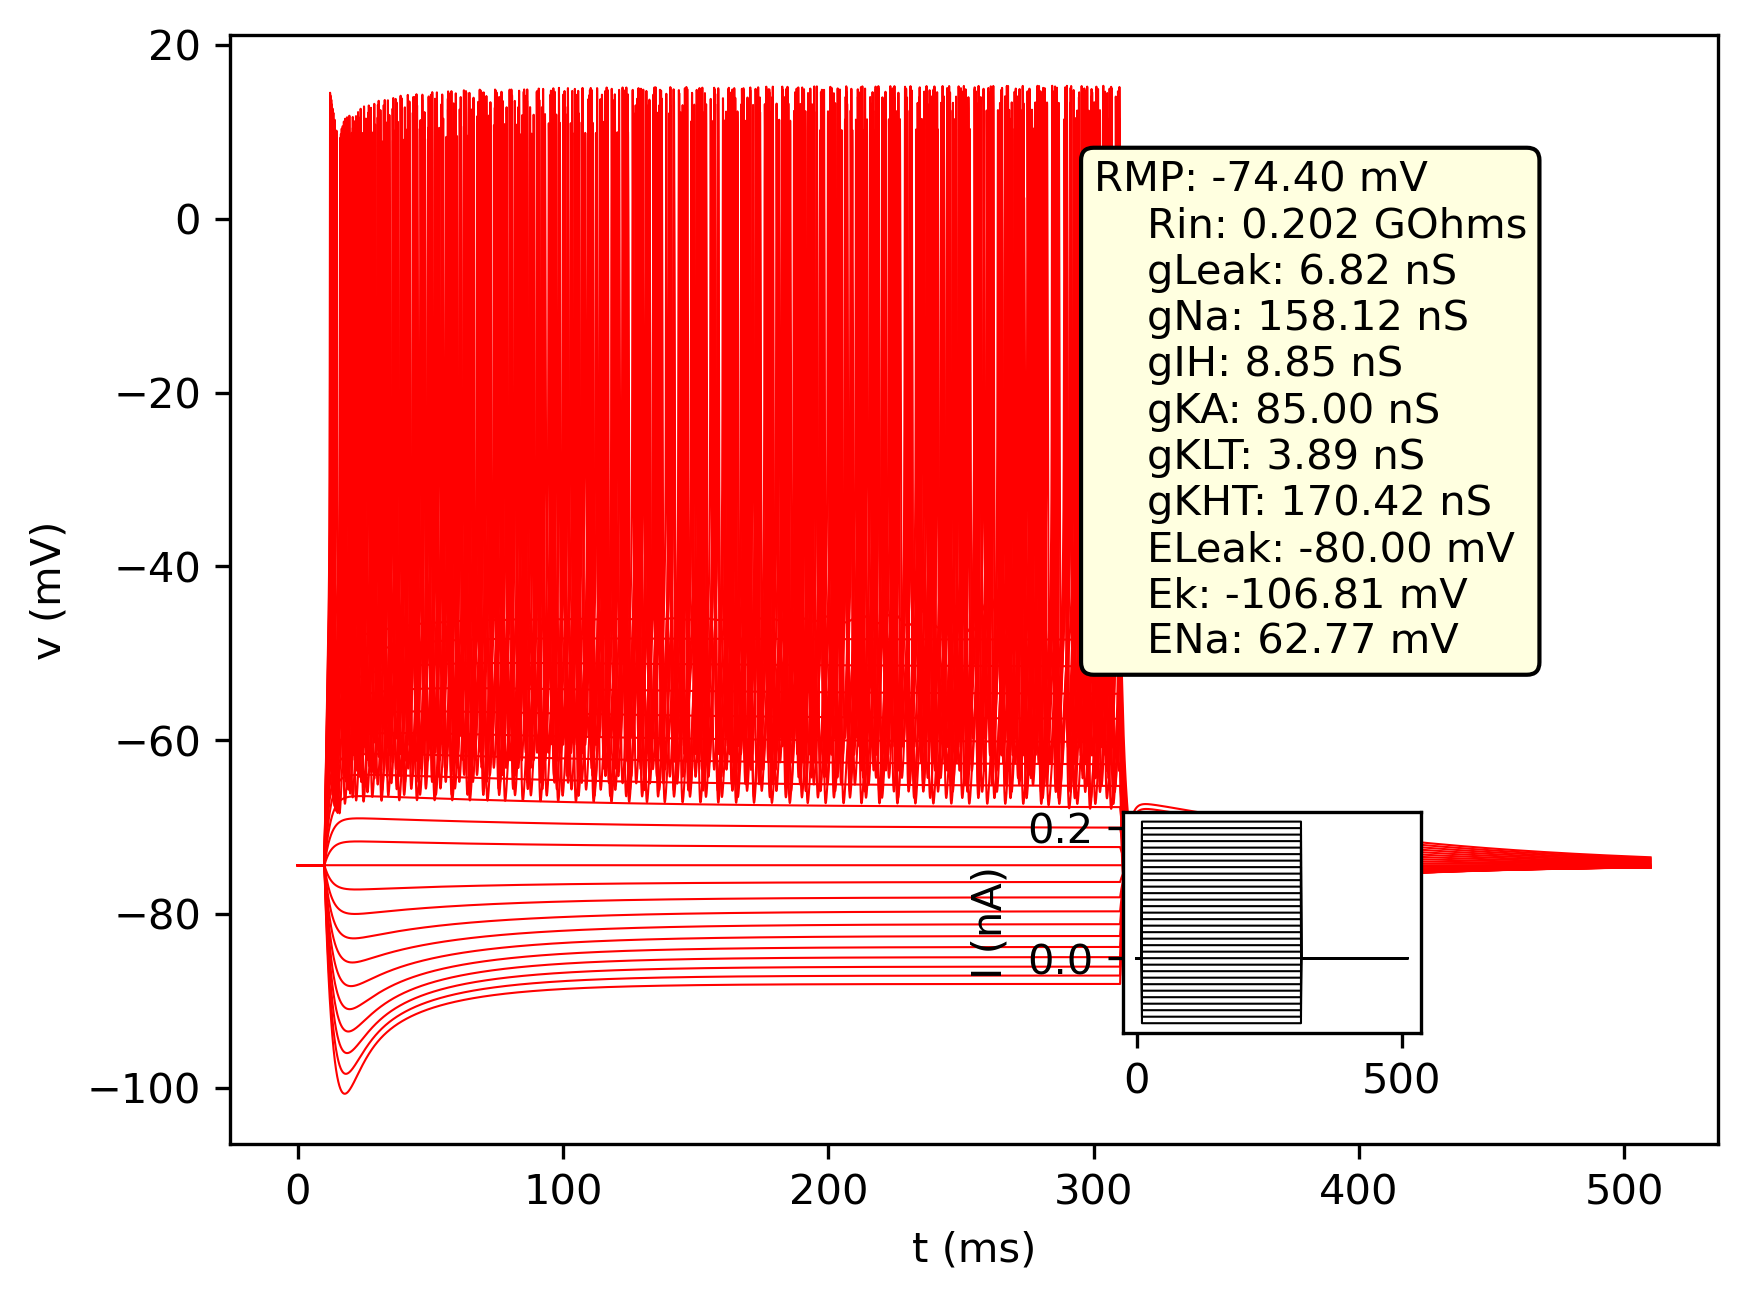 20
0
−20
−40
−60
−80
−100
v (mV)
0
100
200
300
400
500
t (ms)
RMP: -74.40 mV
Rin: 0.202 GOhms
gLeak: 6.82 nS
gNa: 158.12 nS
gIH: 8.85 nS
gKA: 85.00 nS
gKLT: 3.89 nS
gKHT: 170.42 nS
ELeak: -80.00 mV
Ek: -106.81 mV
ENa: 62.77 mV
0.2
0.0
I (nA)
0
500